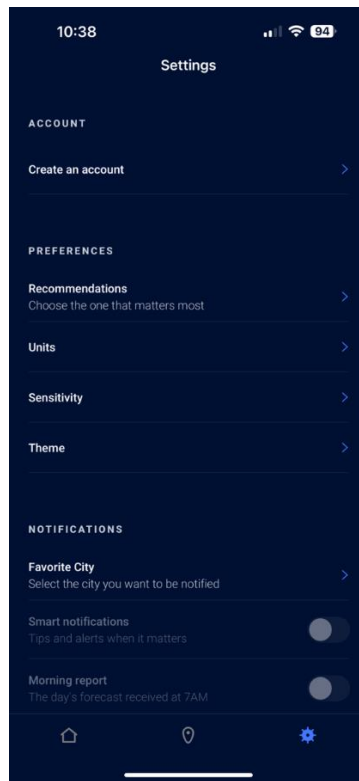 10:38
94
Settings
ACCOUNT
Create an account
PREFERENCES
Recommendations
Choose the one that matters most
Units
Sensitivity
Theme
NOTIFICATIONS
Favorite City
Select the city you want to be notified
Smart notifications
Tips and alerts when it matters
Morning report
The day's forecast received at 7AM